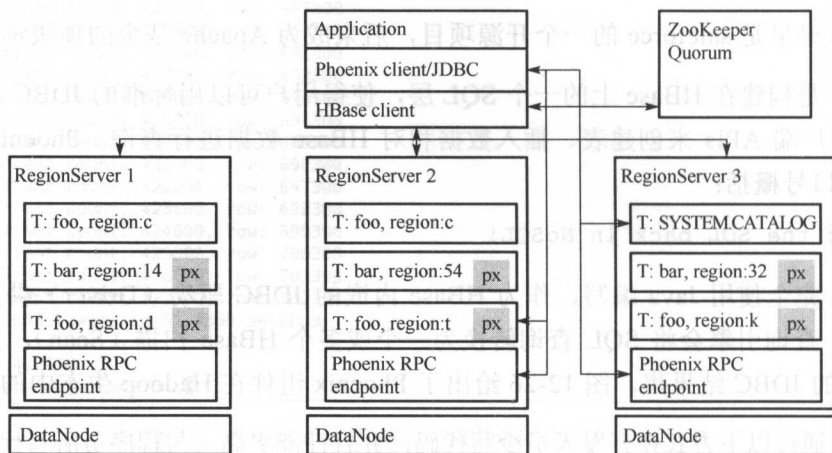 Application
Phoenix client/JDBC
HBase client
ZooKeeper
Quorum
RegionServer 1
T: foo, region:a
T: bar, region:14 px
T: foo, region:d px
Phoenix RPC
endpoint
DataNode
RegionServer 2
T: foo, region:c
T: bar, region:54 px
T: foo, region:t px
Phoenix RPC
endpoint
DataNode
RegionServer 3
T: SYSTEMCATALOG
T: bar, region:32 px
T: foo, region:k px
Phoenix RPC
endpoint
DataNode